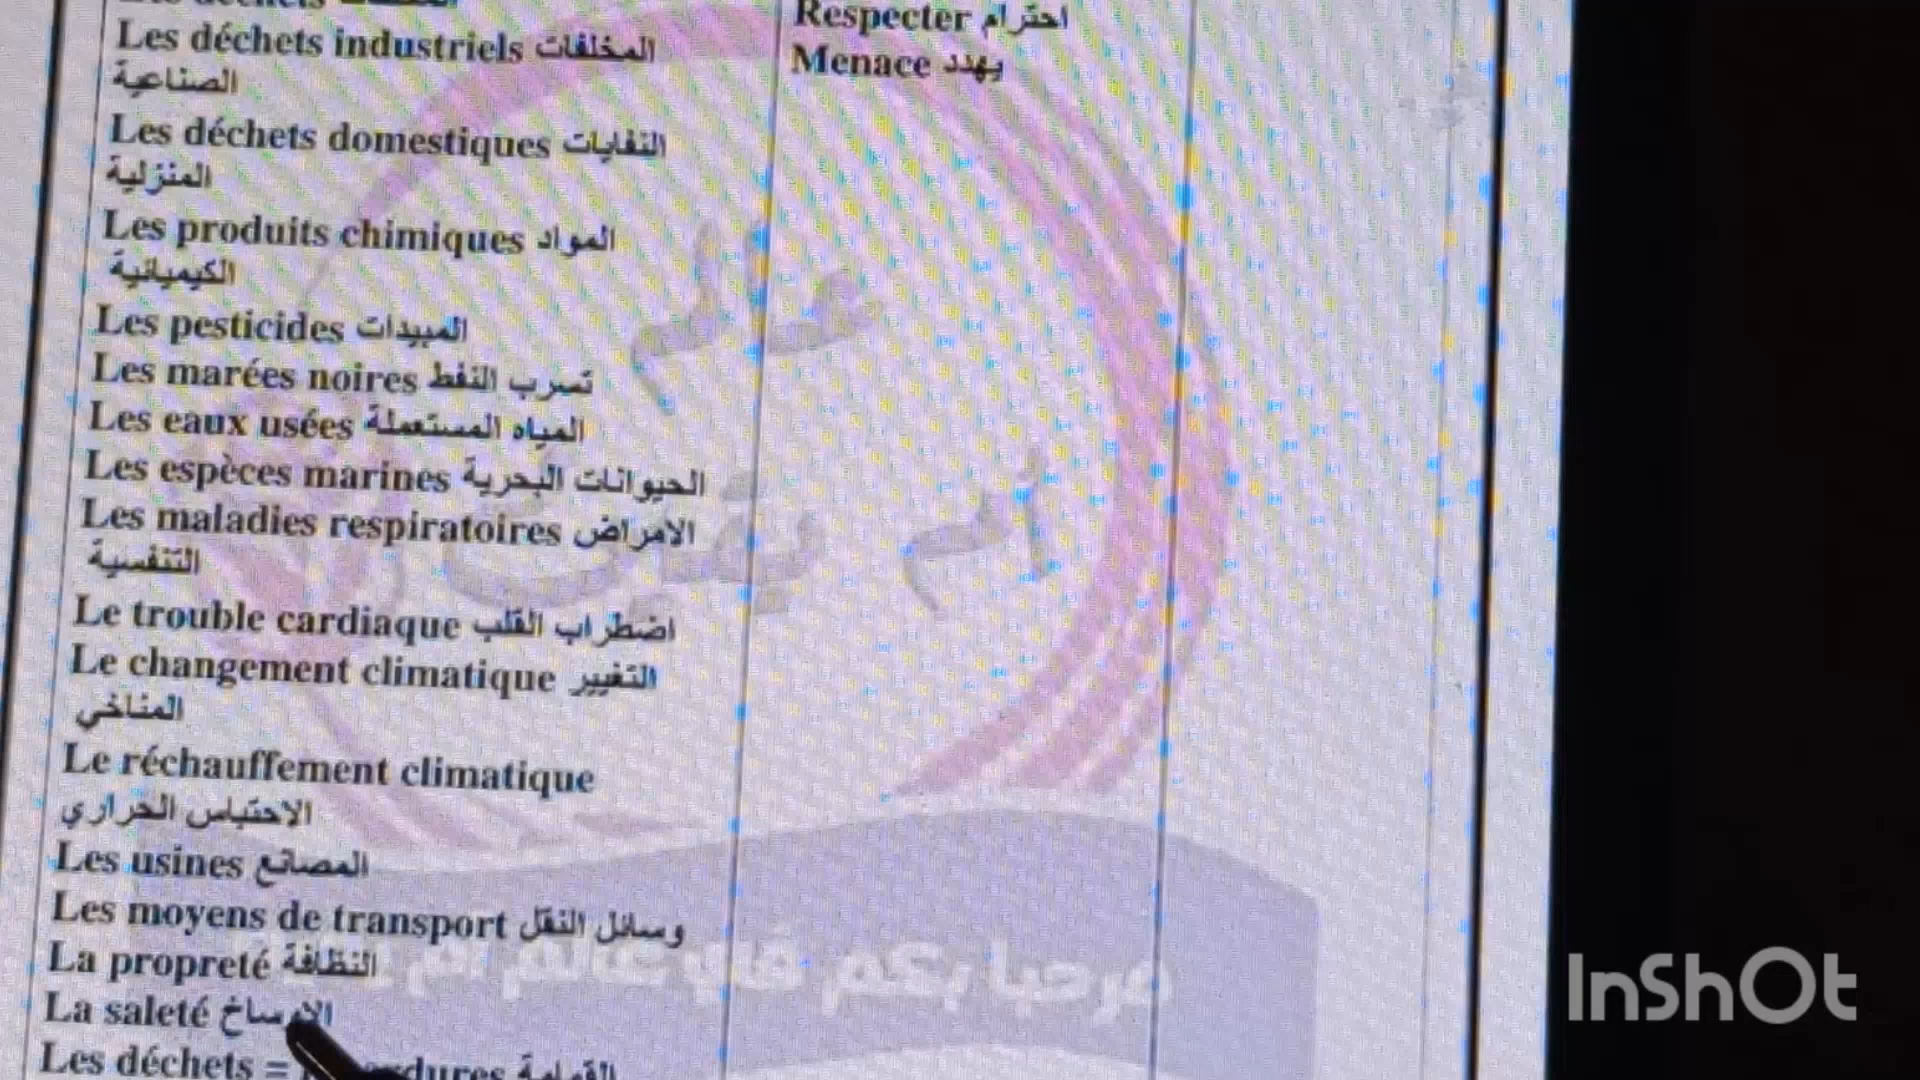 Les déchets industriels المخلفات
الصناعية
Les déchets domestiques النفايات
المنزلية
Les produits chimiques المواد
الكيميائية
Les pesticides المبيدات
Les marées noires تسرب النفط
Les eaux usées المياه المستعملة
Les espèces marines الحيوانات البحرية
Les maladies respiratoires الامراض
التنفسية
Le trouble cardiaque اضطراب القلب
Le changement climatique التغيير
المناخي
Le réchauffement climatique
الاحتباس الحراري
Les usines المصانع
Les moyens de transport وسائل النقل
La propreté النظافة
La saleté الاوساخ
Les déchets = القمامة
Respecter احترام
Menace يهدد
مرحبا بكم في عالم
InShOt